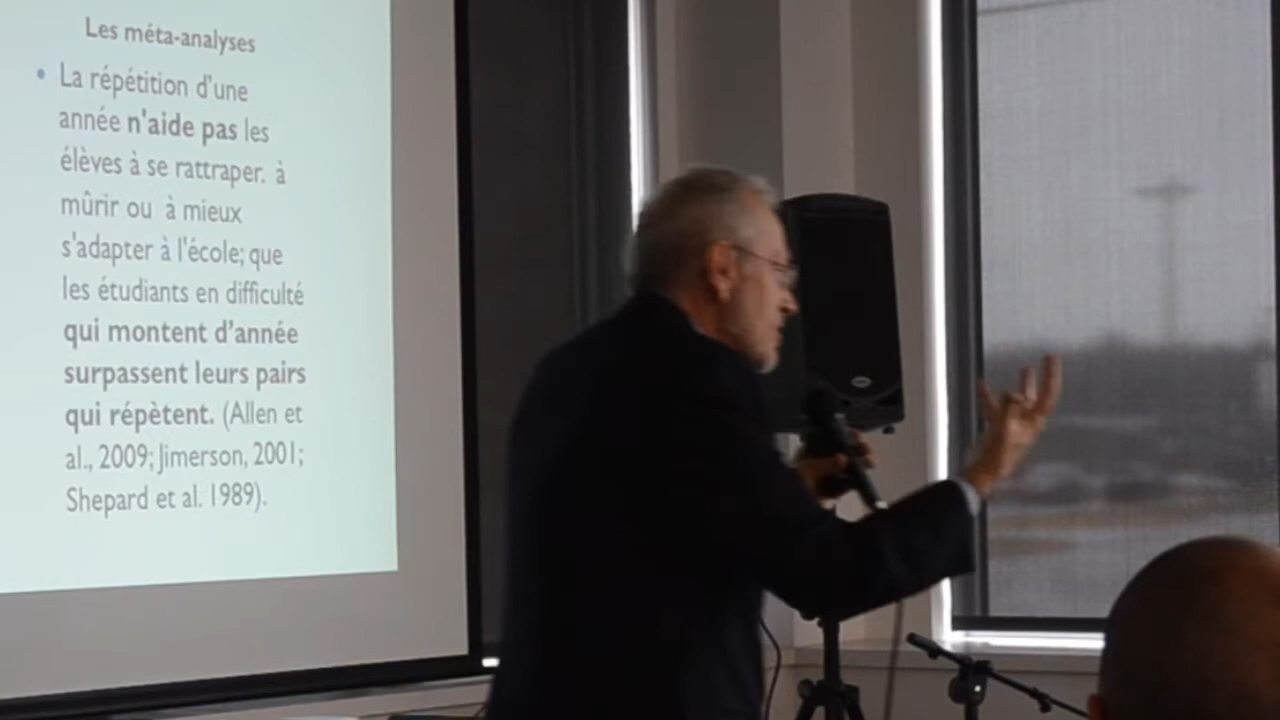 Les méta-analyses
• La répétition d'une
année n'aide pas les
élèves à se rattraper. à
mûrir ou à mieux
s'adapter à l'école; que
les étudiants en difficulté
qui montent d'année
surpassent leurs pairs
qui répètent. (Allen et
al., 2009; Jimerson, 2001;
Shepard et al. 1989).